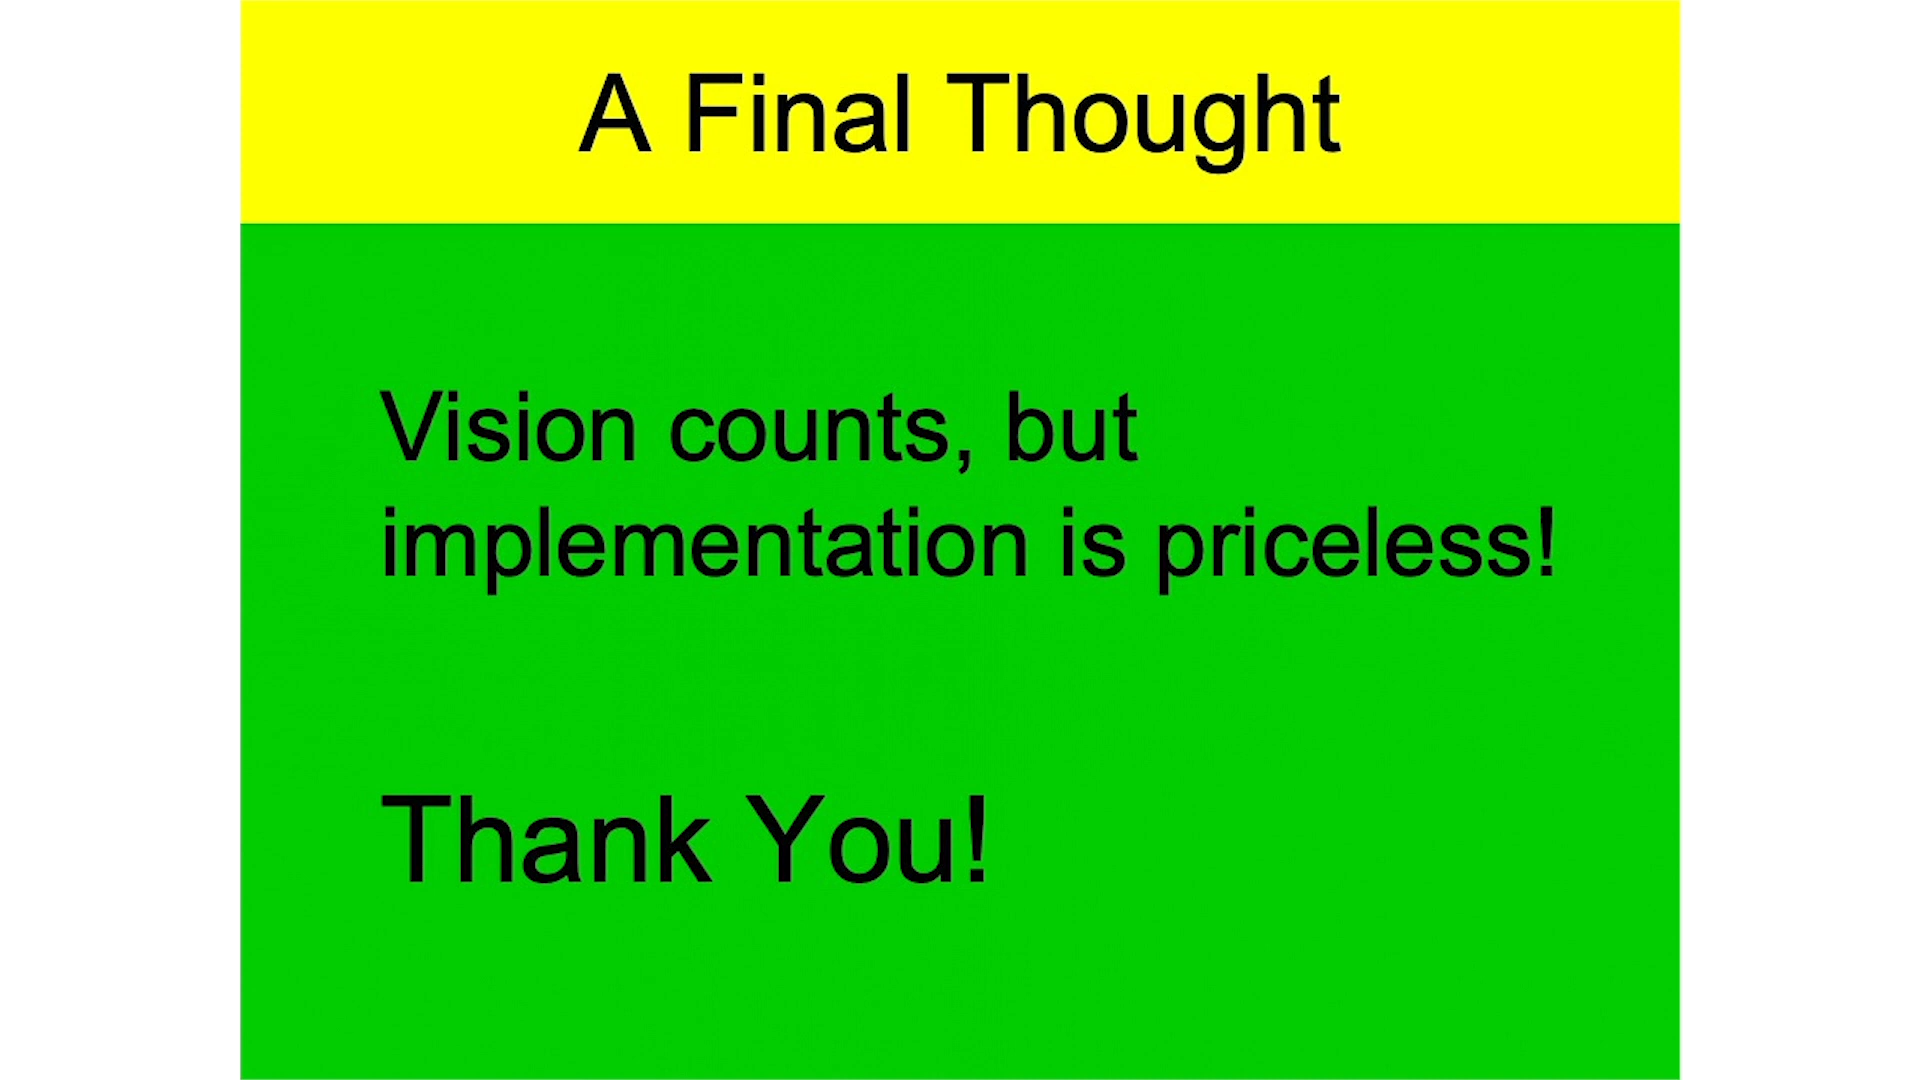 A Final Thought
Vision counts, but
implementation is priceless!
Thank You!